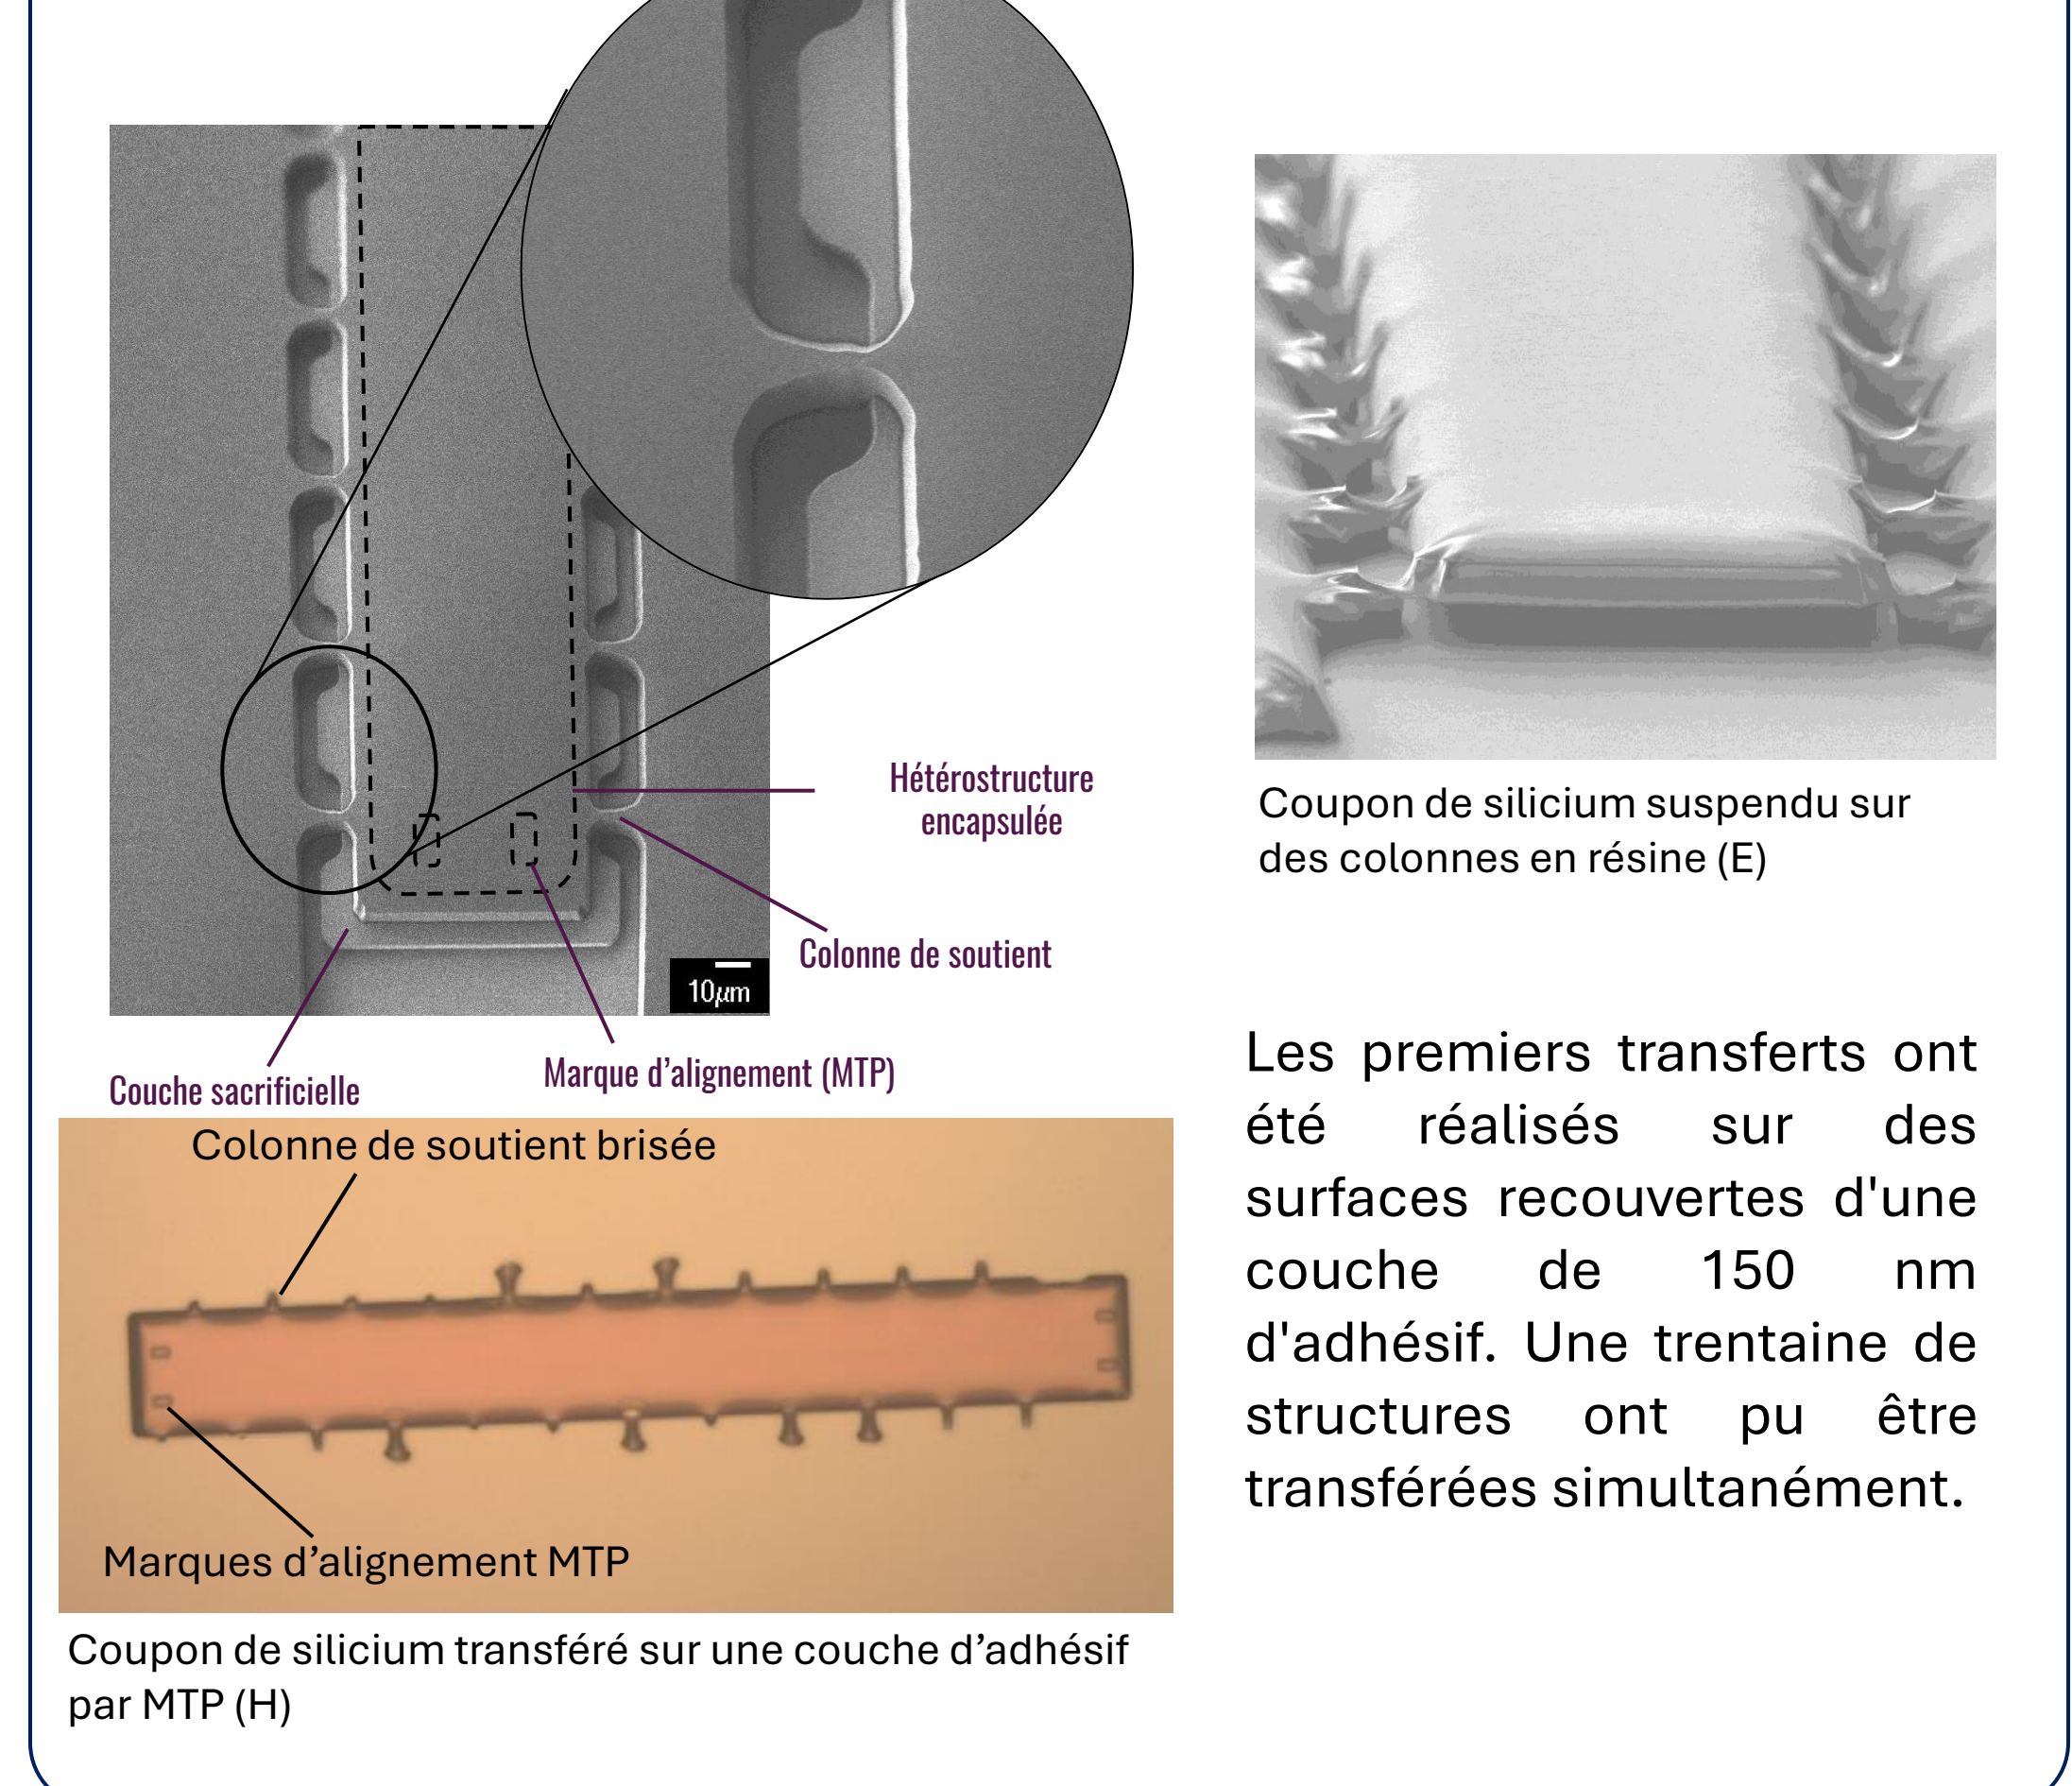 Hétérostructure
encapsulée
Colonne de soutient
10µm
Marque d’alignement (MTP)
Couche sacrificielle
Colonne de soutient brisée
Marques d’alignement MTP
Coupon de silicium transféré sur une couche d’adhésif
par MTP (H)
Coupon de silicium suspendu sur
des colonnes en résine (E)
Les premiers transferts ont
été réalisés sur des
surfaces recouvertes d'une
couche de 150 nm
d'adhésif. Une trentaine de
structures ont pu être
transférées simultanément.